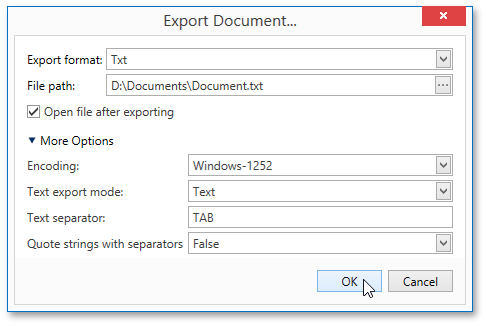 Export Document...
Export format: Txt
File path: D:\Documents\Document.txt
Open file after exporting
More Options
Encoding: Windows-1252
Text export mode: Text
Text separator: TAB
Quote strings with separators False
OK Cancel